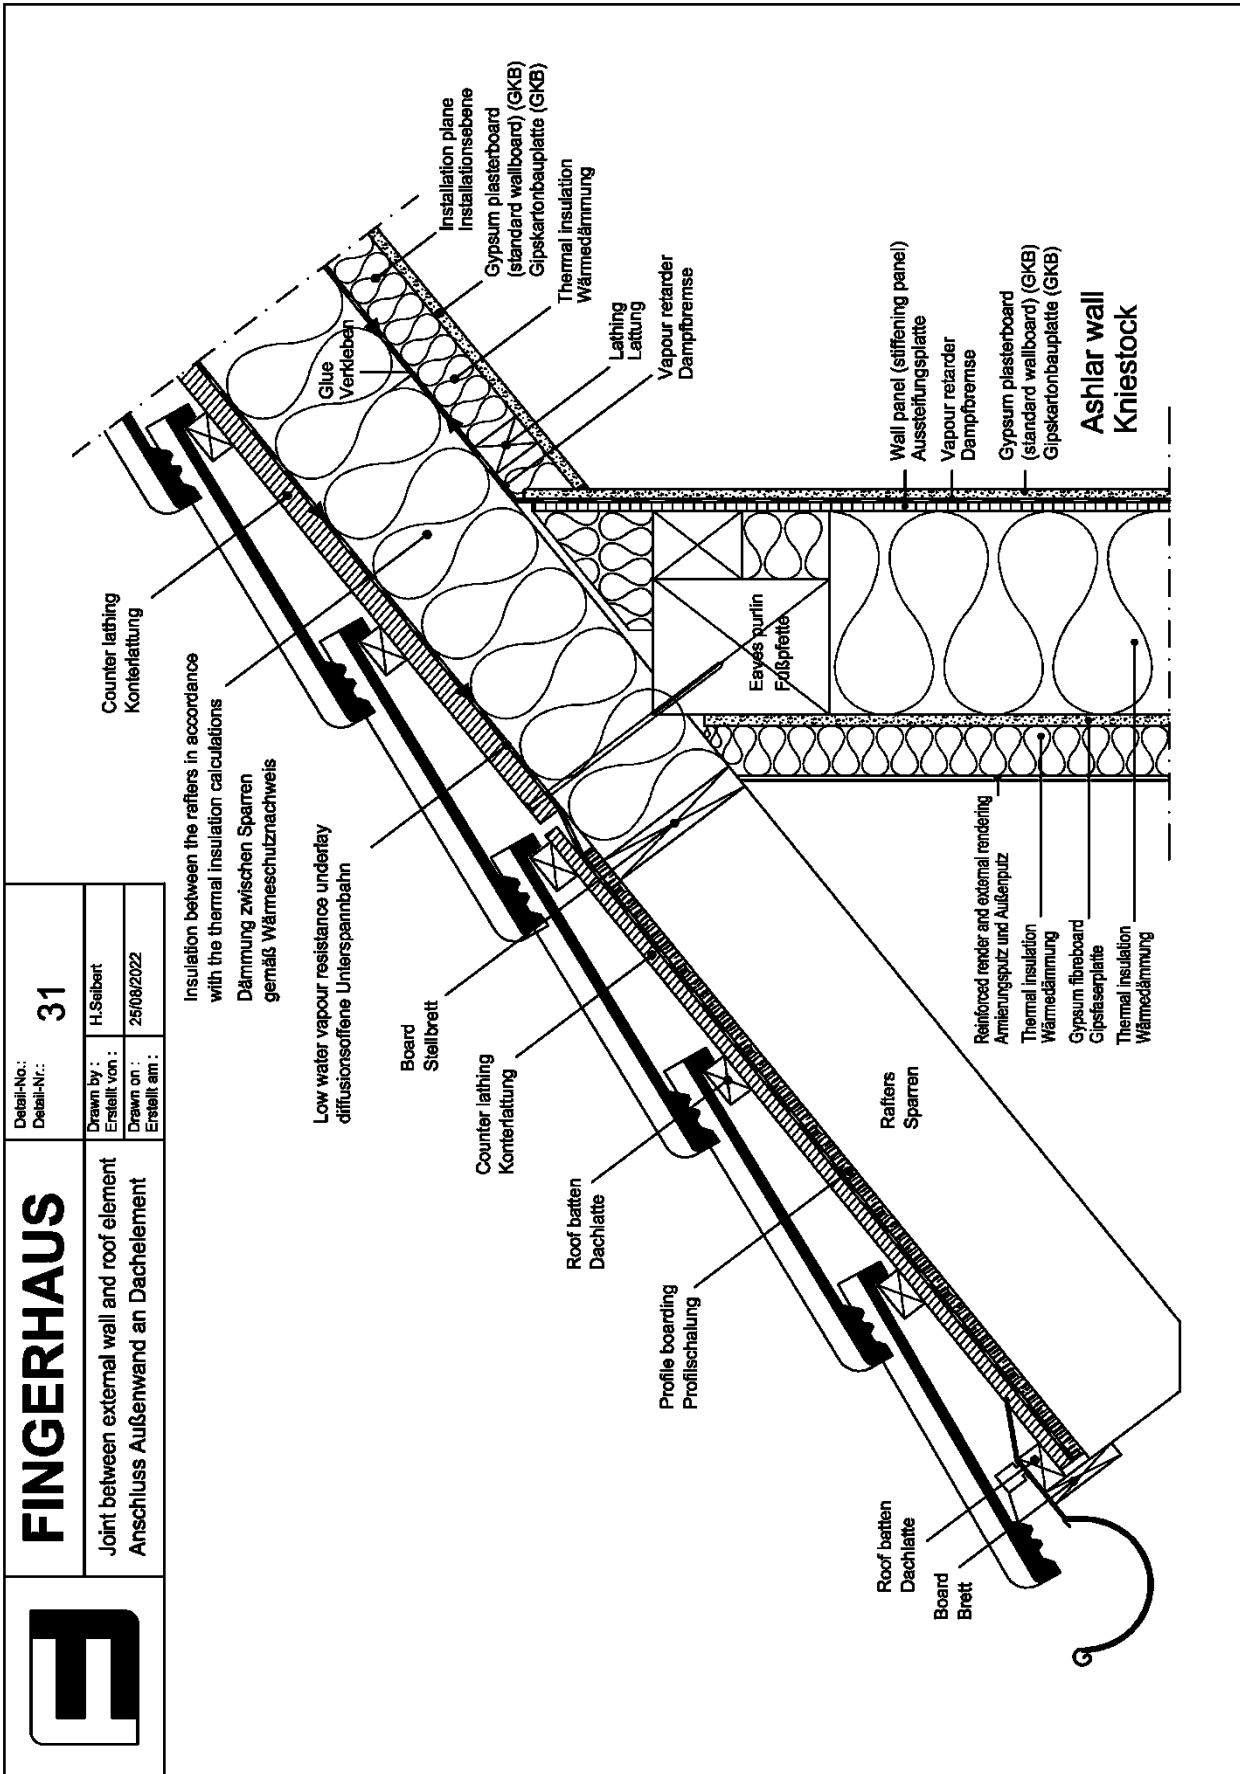 FINGERHAUS
Detail-No.:
Detail-Nr.:
31
Joint between external wall and roof element
Anschluss Außenwand an Dachelement
Drawn by :
Erstellt von :
H.Seibert
Drawn on :
Erstellt am :
25/08/2022
Counter lathing
Konterlattung
Insulation between the rafters in accordance
with the thermal insulation calculations
Dämmung zwischen Sparren
gemäß Wärmeschutznachweis
Low water vapour resistance underlay
diffusionsoffene Unterspannbahn
Board
Stellbrett
Counter lathing
Konterlattung
Roof batten
Dachlatte
Profile boarding
Profilschalung
Roof batten
Dachlatte
Board
Brett
Glue
Verkleben
Installation plane
Installationsebene
Gypsum plasterboard
(standard wallboard) (GKB)
Gipskartonbauplatte (GKB)
Thermal insulation
Wärmedämmung
Lathing
Lattung
Vapour retarder
Dampfbremse
Eaves purlin
Fußpfette
Wall panel (stiffening panel)
Aussteifungsplatte
Vapour retarder
Dampfbremse
Gypsum plasterboard
(standard wallboard) (GKB)
Gipskartonbauplatte (GKB)
Ashlar wall
Kniestock
Rafters
Sparren
Reinforced render and external rendering
Armierungsputz und Außenputz
Thermal insulation
Wärmedämmung
Gypsum fibreboard
Gipsfaserplatte
Thermal insulation
Wärmedämmung